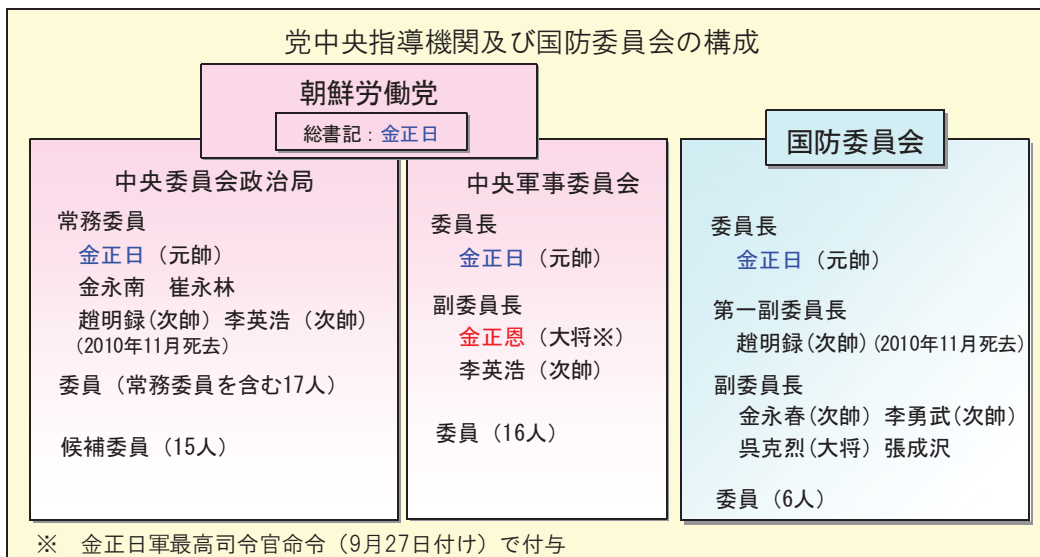 党中央指導機関及び国防委員会の構成
朝鮮労働党
総書記：金正日
中央委員会政治局
常務委員
金正日（元帥）
金永南　崔永林
趙明録(次帥) 李英浩（次帥）
（2010年11月死去）
委員（常務委員を含む17人）
候補委員（15人）
中央軍事委員会
委員長
金正日（元帥）
副委員長
金正恩（大将※）
李英浩（次帥）
委員（16人）
国防委員会
委員長
金正日（元帥）
第一副委員長
趙明録(次帥)（2010年11月死去）
副委員長
金永春(次帥) 李勇武(次帥)
呉克烈(大将) 張成沢
委員（6人）
※　金正日軍最高司令官命令（9月27日付け）で付与